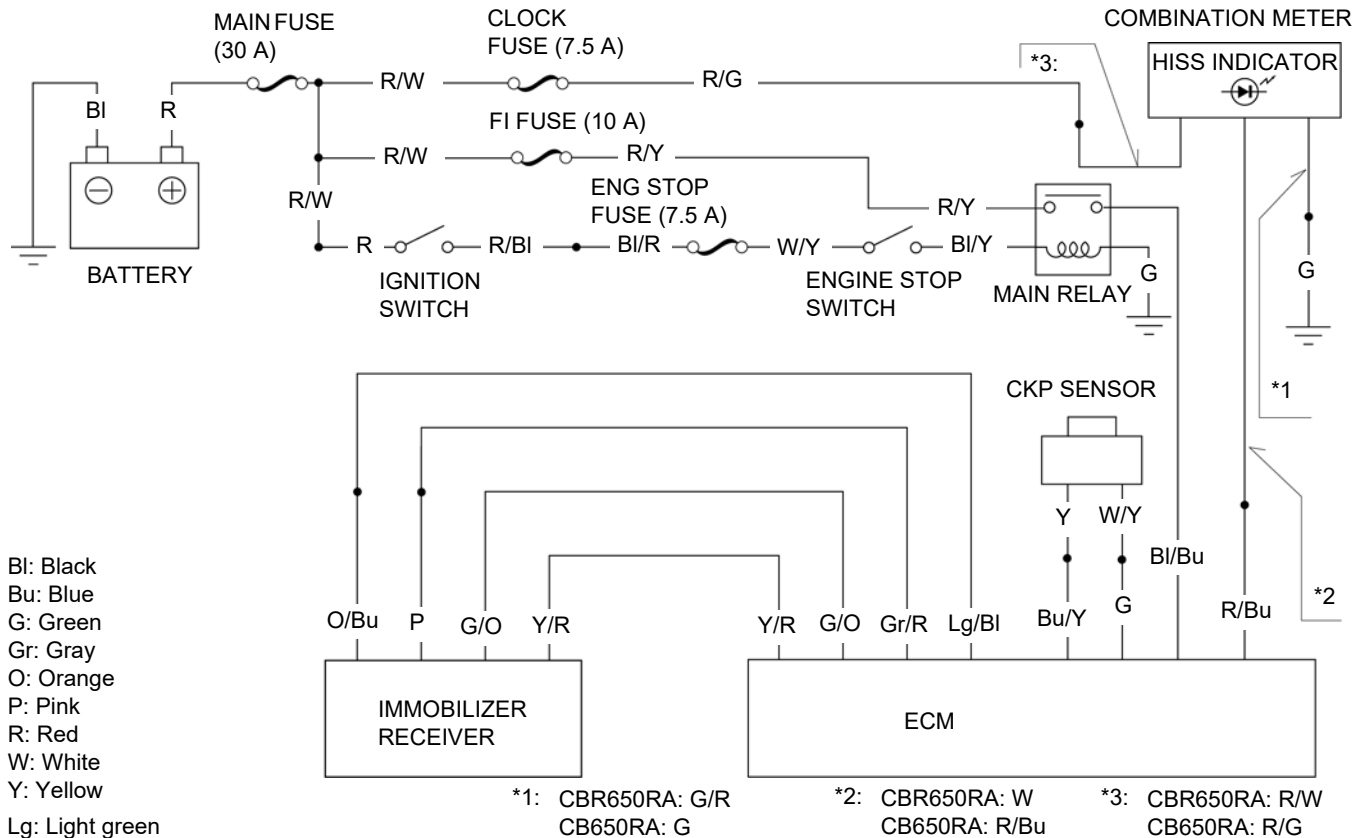 MAIN FUSE
(30 A)
CLOCK
FUSE (7.5 A)
COMBINATION METER
*3:
HISS INDICATOR
R/W
R/G
Bl
R
FI FUSE (10 A)
R/W
R/Y
R/W
ENG STOP
FUSE (7.5 A)
R/Y
R
R/Bl
Bl/R
W/Y
Bl/Y
BATTERY
IGNITION
SWITCH
ENGINE STOP
SWITCH
MAIN RELAY
G
G
*1
CKP SENSOR
Y
W/Y
Bl/Bu
*2
Bl: Black
Bu: Blue
G: Green
Gr: Gray
O: Orange
P: Pink
R: Red
W: White
Y: Yellow
Lg: Light green
O/Bu
P
G/O
Y/R
Y/R
G/O
Gr/R
Lg/Bl
Bu/Y
G
R/Bu
IMMOBILIZER
RECEIVER
ECM
*1: CBR650RA: G/R
CB650RA: G
*2: CBR650RA: W
CB650RA: R/Bu
*3: CBR650RA: R/W
CB650RA: R/G